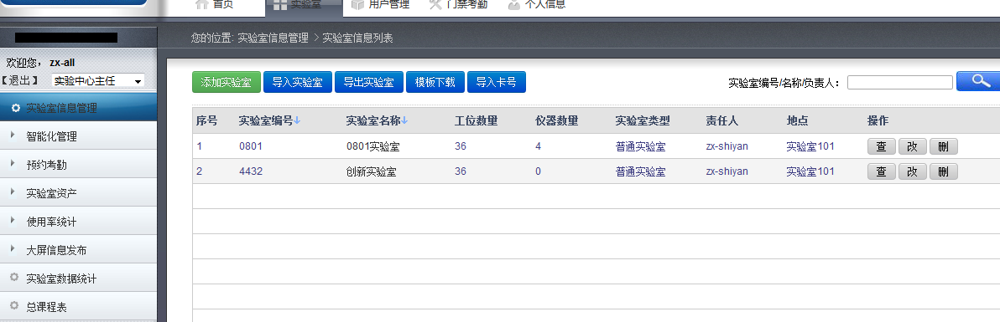 首页 实验室 用户管理 门禁考勤 个人信息
您的位置: 实验室信息管理 > 实验室信息列表
欢迎您， zx-all
【退出】 实验中心主任
实验室信息管理
智能化管理
预约考勤
实验室资产
使用率统计
大屏信息发布
实验室数据统计
总课程表
添加实验室 导入实验室 导出实验室 模板下载 导入卡号 实验室编号/名称/负责人：
序号 实验室编号 实验室名称 工位数量 仪器数量 实验室类型 责任人 地点 操作
1 0801 0801实验室 36 4 普通实验室 zx-shiyan 实验室101 查 改 删
2 4432 创新实验室 36 0 普通实验室 zx-shiyan 实验室101 查 改 删